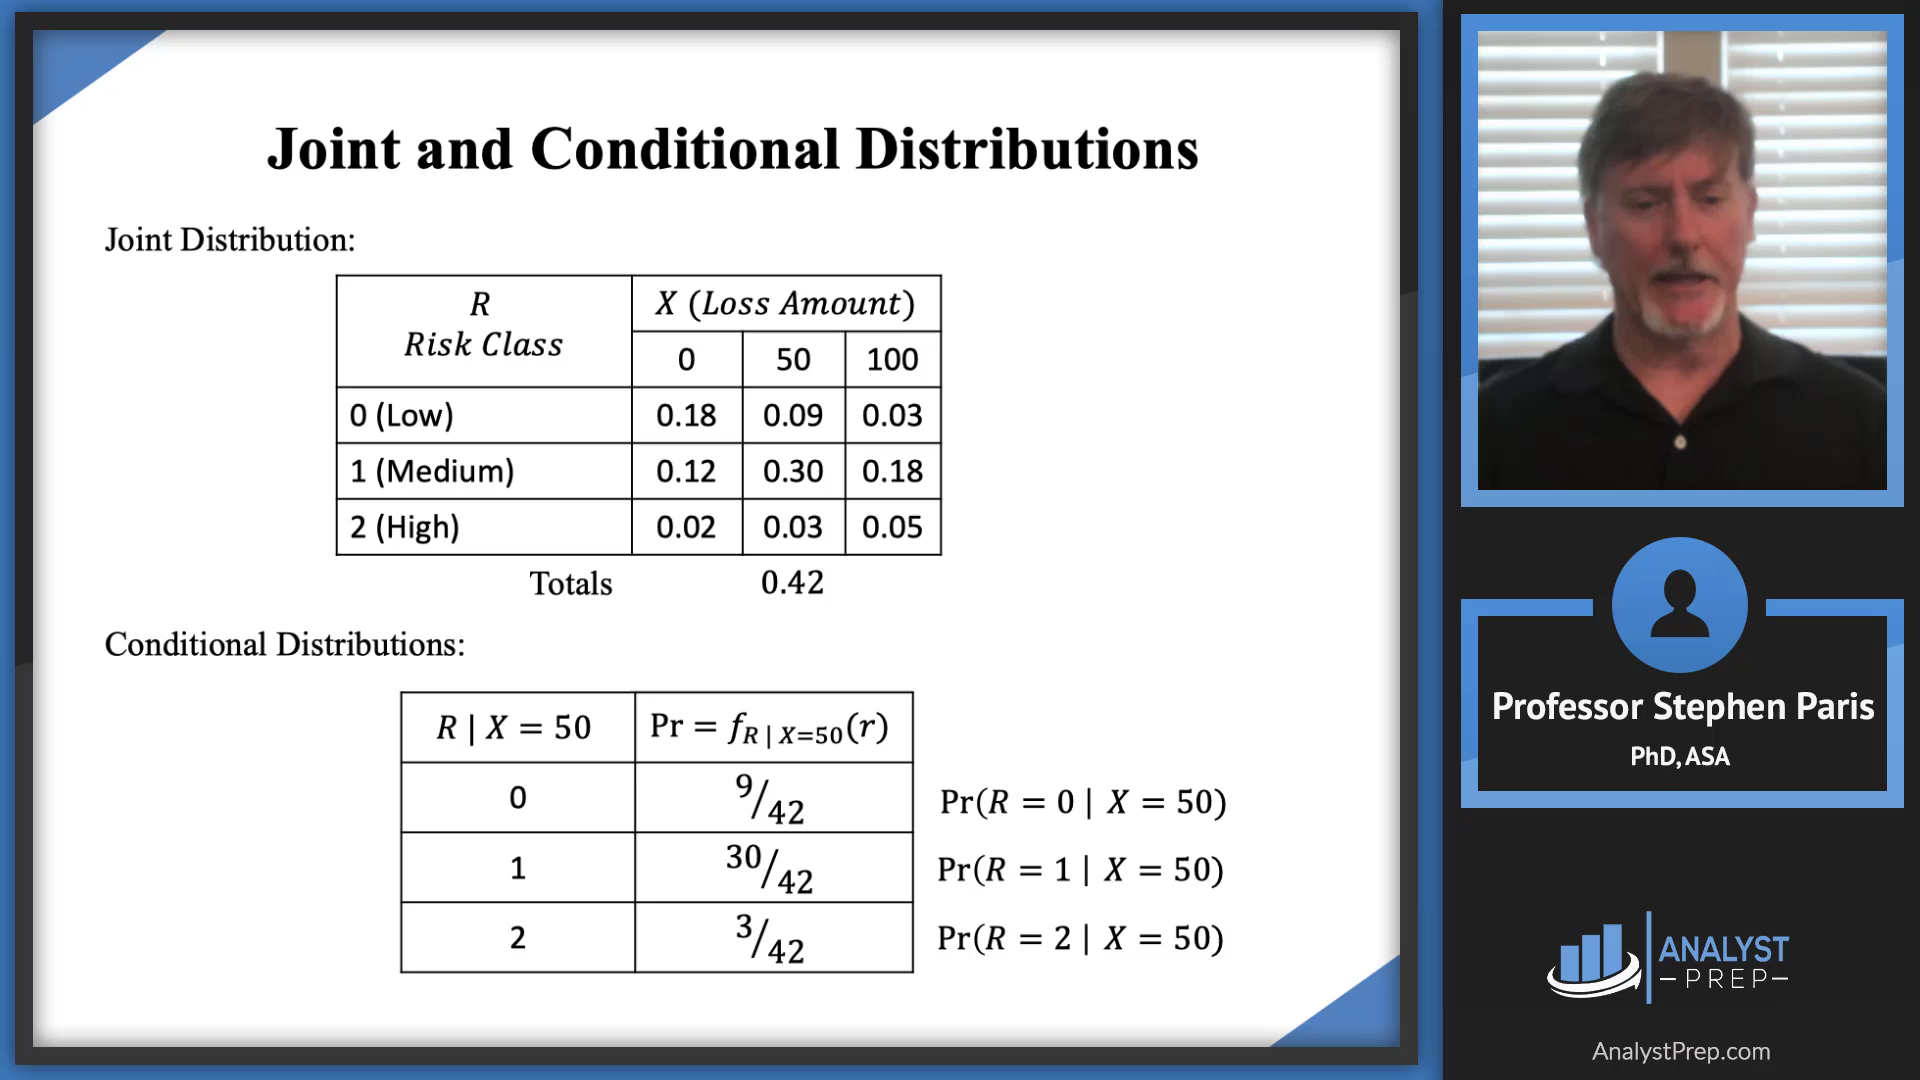 Joint and Conditional Distributions
Joint Distribution:
R
Risk Class
X (Loss Amount)
0 50 100
0 (Low) 0.18 0.09 0.03
1 (Medium) 0.12 0.30 0.18
2 (High) 0.02 0.03 0.05
Totals 0.42
Conditional Distributions:
R | X = 50 Pr = f_{R | X=50}(r)
0 9/42 Pr(R = 0 | X = 50)
1 30/42 Pr(R = 1 | X = 50)
2 3/42 Pr(R = 2 | X = 50)
Professor Stephen Paris
PhD, ASA
ANALYST
– PREP –
AnalystPrep.com